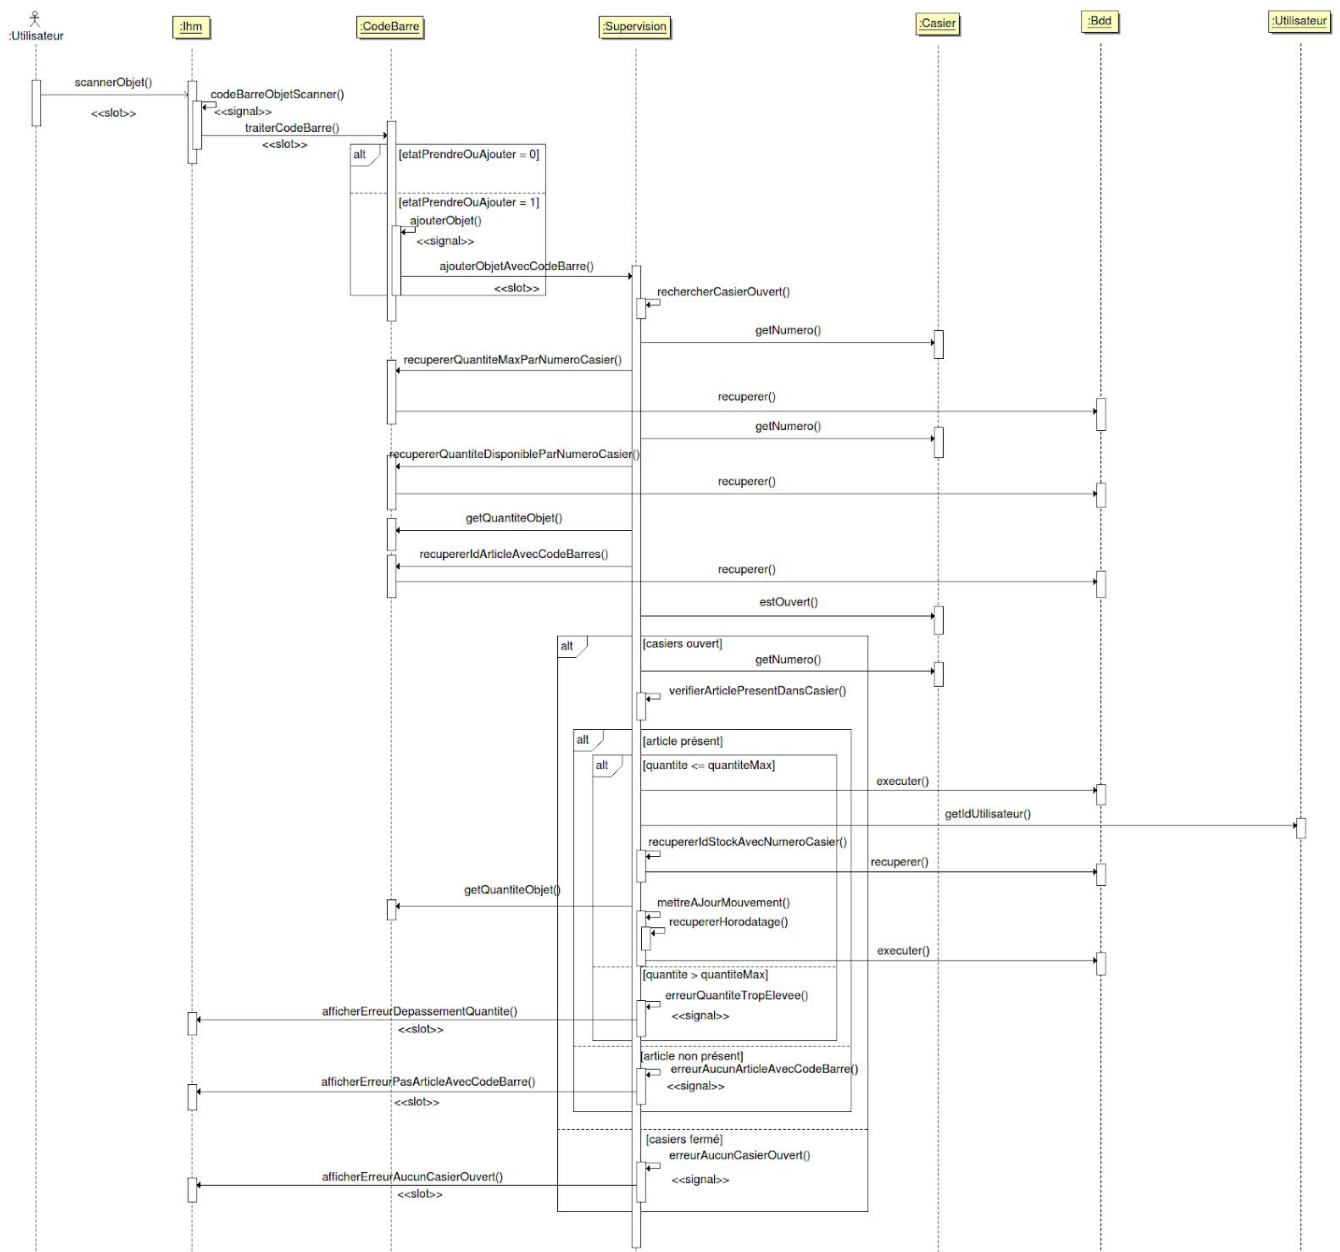 :Utilisateur
:Ihm
:CodeBarre
:Supervision
:Casier
:Bdd
:Utilisateur
scannerObjet()
<<slot>>
codeBarreObjetScanner()
<<signal>>
traiterCodeBarre()
<<slot>>
alt
[etatPrendreOuAjouter = 0]
[etatPrendreOuAjouter = 1]
ajouterObjet()
<<signal>>
ajouterObjetAvecCodeBarre()
<<slot>>
rechercherCasierOuvert()
getNumero()
recupererQuantiteMaxParNumeroCasier()
recuperer()
getNumero()
recupererQuantiteDisponibleParNumeroCasier()
recuperer()
getQuantiteObjet()
recupererIdArticleAvecCodeBarres()
recuperer()
estOuvert()
alt
[casiers ouvert]
getNumero()
verifierArticlePresentDansCasier()
alt
[article présent]
alt
[quantite <= quantiteMax]
executer()
getIdUtilisateur()
recupererIdStockAvecNumeroCasier()
recuperer()
getQuantiteObjet()
mettreAJourMouvement()
recupererHorodatage()
executer()
[quantite > quantiteMax]
erreurQuantiteTropElevee()
afficherErreurDepassementQuantite()
<<signal>>
<<slot>>
[article non présent]
erreurAucunArticleAvecCodeBarre()
afficherErreurPasArticleAvecCodeBarre()
<<signal>>
<<slot>>
[casiers fermé]
erreurAucunCasierOuvert()
afficherErreurAucunCasierOuvert()
<<signal>>
<<slot>>